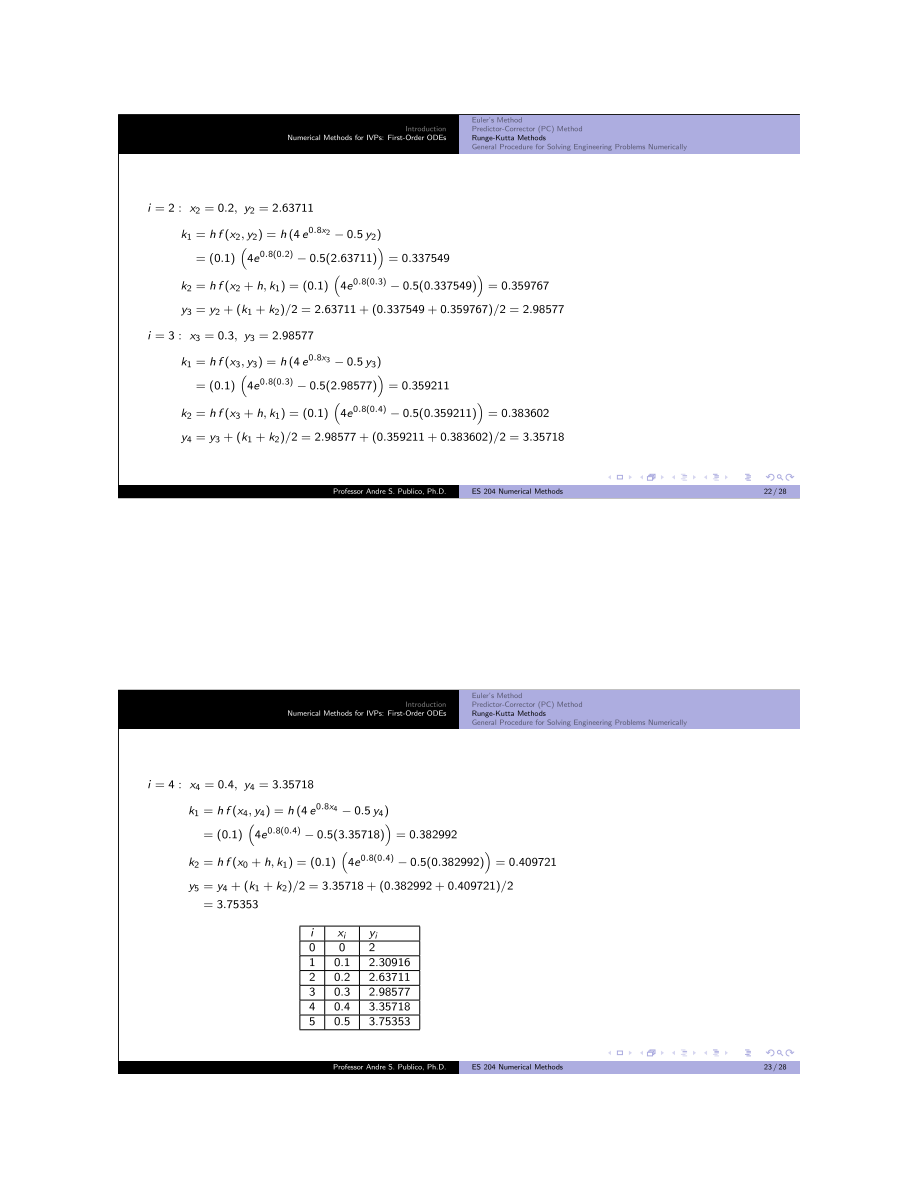 Introduction
Numerical Methods for IVPs: First-Order ODEs
Euler's Method
Predictor-Corrector (PC) Method
Runge-Kutta Methods
General Procedure for Solving Engineering Problems Numerically
i = 2 : x₂ = 0.2, y₂ = 2.63711
k₁ = h f(x₂, y₂) = h (4 e^{0.8x₂} − 0.5 y₂)
= (0.1) (4e^{0.8(0.2)} − 0.5(2.63711)) = 0.337549
k₂ = h f(x₂ + h, k₁) = (0.1) (4e^{0.8(0.3)} − 0.5(0.337549)) = 0.359767
y₃ = y₂ + (k₁ + k₂)/2 = 2.63711 + (0.337549 + 0.359767)/2 = 2.98577
i = 3 : x₃ = 0.3, y₃ = 2.98577
k₁ = h f(x₃, y₃) = h (4 e^{0.8x₃} − 0.5 y₃)
= (0.1) (4e^{0.8(0.3)} − 0.5(2.98577)) = 0.359211
k₂ = h f(x₃ + h, k₁) = (0.1) (4e^{0.8(0.4)} − 0.5(0.359211)) = 0.383602
y₄ = y₃ + (k₁ + k₂)/2 = 2.98577 + (0.359211 + 0.383602)/2 = 3.35718
Professor Andre S. Publico, Ph.D. ES 204 Numerical Methods 22 / 28
Introduction
Numerical Methods for IVPs: First-Order ODEs
Euler's Method
Predictor-Corrector (PC) Method
Runge-Kutta Methods
General Procedure for Solving Engineering Problems Numerically
i = 4 : x₄ = 0.4, y₄ = 3.35718
k₁ = h f(x₄, y₄) = h (4 e^{0.8x₄} − 0.5 y₄)
= (0.1) (4e^{0.8(0.4)} − 0.5(3.35718)) = 0.382992
k₂ = h f(x₀ + h, k₁) = (0.1) (4e^{0.8(0.4)} − 0.5(0.382992)) = 0.409721
y₅ = y₄ + (k₁ + k₂)/2 = 3.35718 + (0.382992 + 0.409721)/2
= 3.75353
i xᵢ yᵢ
0 0 2
1 0.1 2.30916
2 0.2 2.63711
3 0.3 2.98577
4 0.4 3.35718
5 0.5 3.75353
Professor Andre S. Publico, Ph.D. ES 204 Numerical Methods 23 / 28